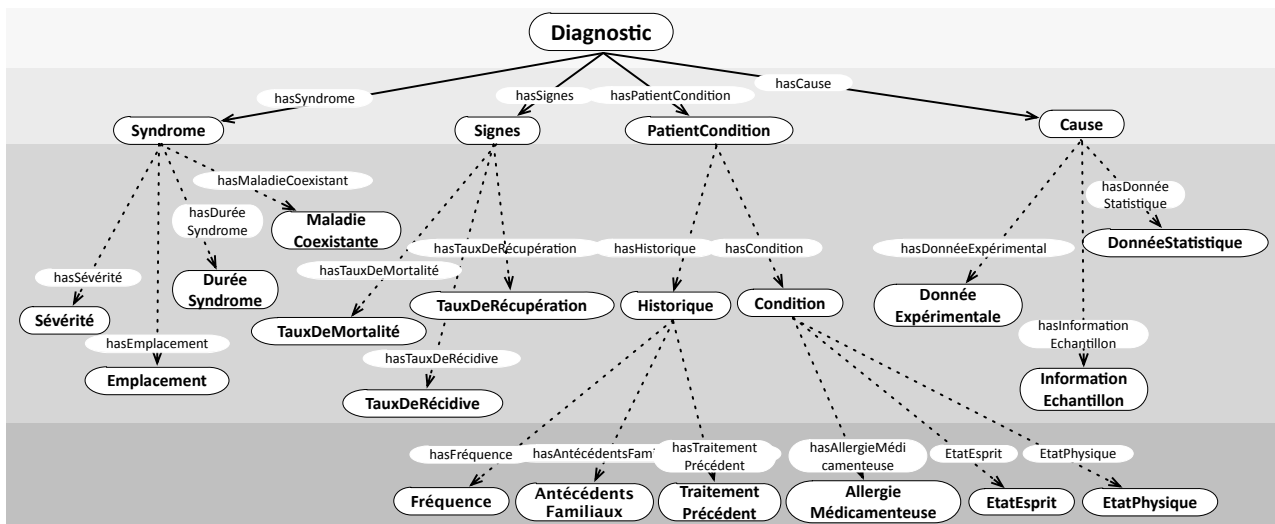 Diagnostic
hasSyndrome
hasSignes
hasPatientCondition
hasCause
Syndrome
Signes
PatientCondition
Cause
hasMaladieCoexistant
hasDonnée
Statistique
hasDurée
Syndrome
Maladie
Coexistante
hasTauxDeRécupération
hasHistorique
hasCondition
hasDonnéeExpérimental
DonnéeStatistique
hasSévérité
hasTauxDeMortalité
Durée
Syndrome
TauxDeRécupération
Historique
Condition
Donnée
Expérimentale
Sévérité
TauxDeMortalité
hasInformation
Echantillon
hasEmplacement
hasTauxDeRécidive
Emplacement
Information
Echantillon
TauxDeRécidive
hasFréquence
hasAntécédentsFami
hasTraitement
Précédent
hasAllergieMédi
camenteuse
EtatEsprit
EtatPhysique
Fréquence
Antécédents
Familiaux
Traitement
Précédent
Allergie
Médicamenteuse
EtatEsprit
EtatPhysique